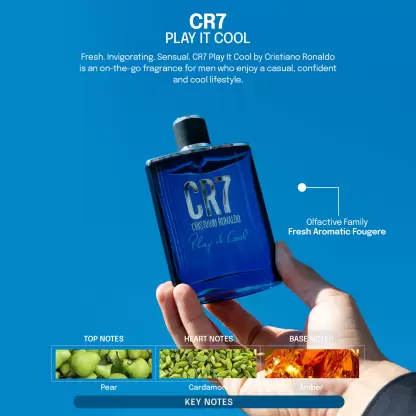 CR7
PLAY IT COOL
Fresh. Invigorating. Sensual. CR7 Play It Cool by Cristiano Ronaldo
is an on-the-go fragrance for men who enjoy a casual, confident
and cool lifestyle.
CR7
CRISTIANO RONALDO
Play it Cool
Olfactive Family
Fresh Aromatic Fougere
TOP NOTES
HEART NOTES
BASE NOTES
Pear
Cardamom
Amber
KEY NOTES